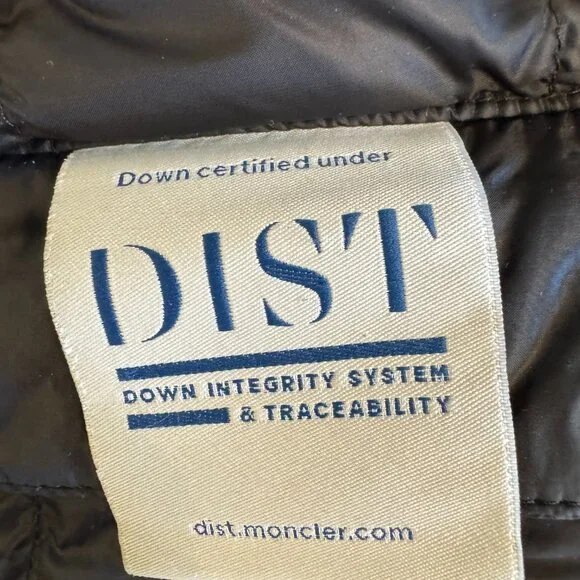 Down certified under
DIST
DOWN INTEGRITY SYSTEM
& TRACEABILITY
dist.moncler.com